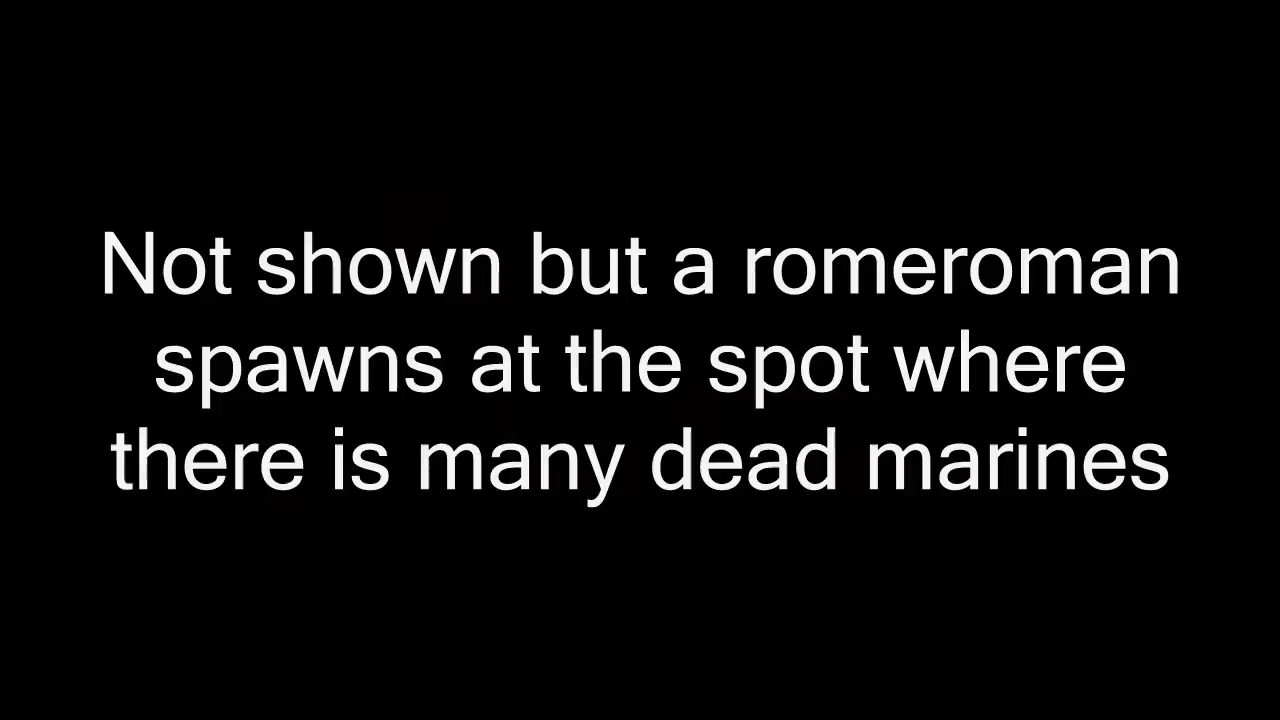 Not shown but a romeroman
spawns at the spot where
there is many dead marines